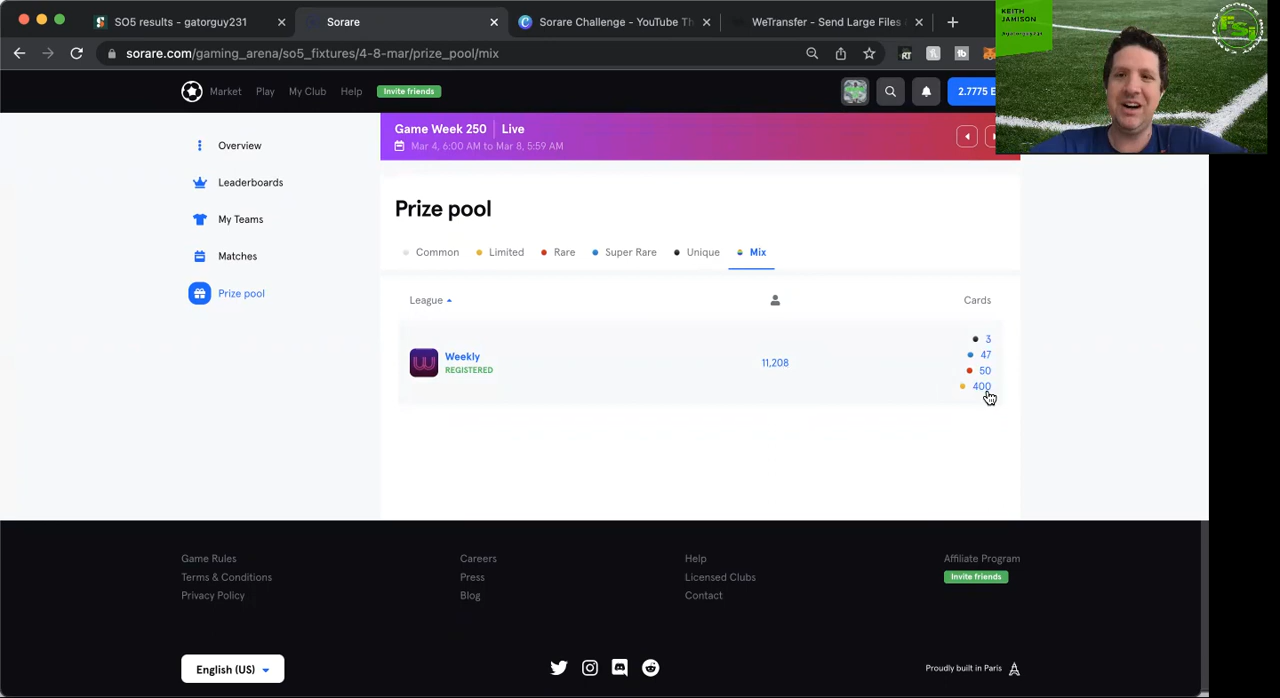 SO5 results - gatorguy231
Sorare
Sorare Challenge - YouTube Th
WeTransfer - Send Large Files
sorare.com/gaming_arena/so5_fixtures/4-8-mar/prize_pool/mix
KEITH
JAMISON
Market
Play
My Club
Help
Invite friends
2.7775 E
Overview
Leaderboards
My Teams
Matches
Prize pool
Game Week 250
Live
Mar 4, 6:00 AM to Mar 8, 5:59 AM
Prize pool
Common
Limited
Rare
Super Rare
Unique
Mix
League
Cards
Weekly
REGISTERED
11,208
3
47
50
400
Game Rules
Terms & Conditions
Privacy Policy
Careers
Press
Blog
Help
Licensed Clubs
Contact
Affiliate Program
Invite friends
English (US)
Proudly built in Paris